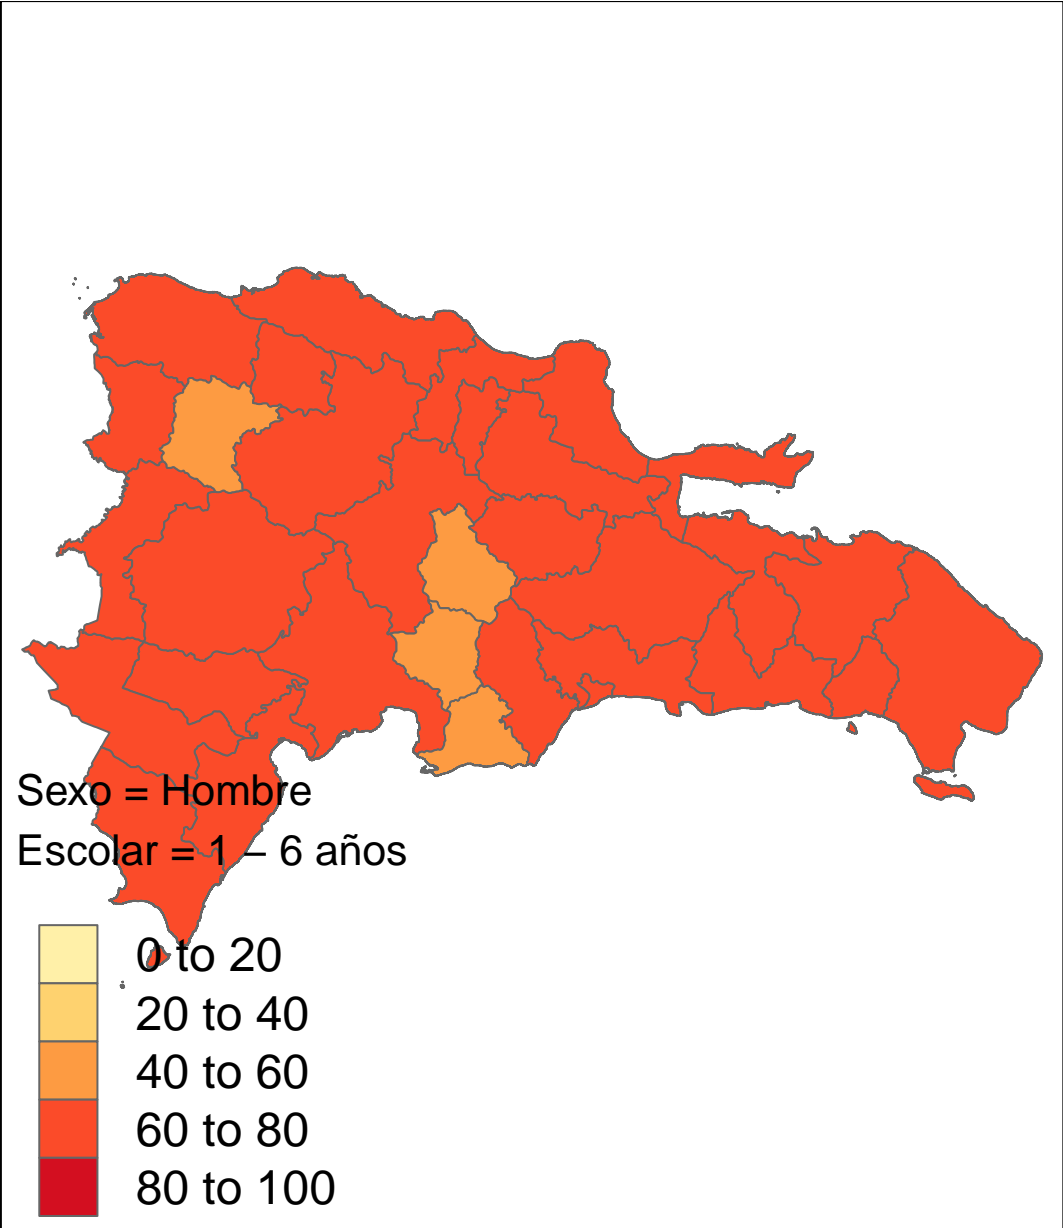 Sexo = Hombre
Escolar = 1 – 6 años
0 to 20
20 to 40
40 to 60
60 to 80
80 to 100